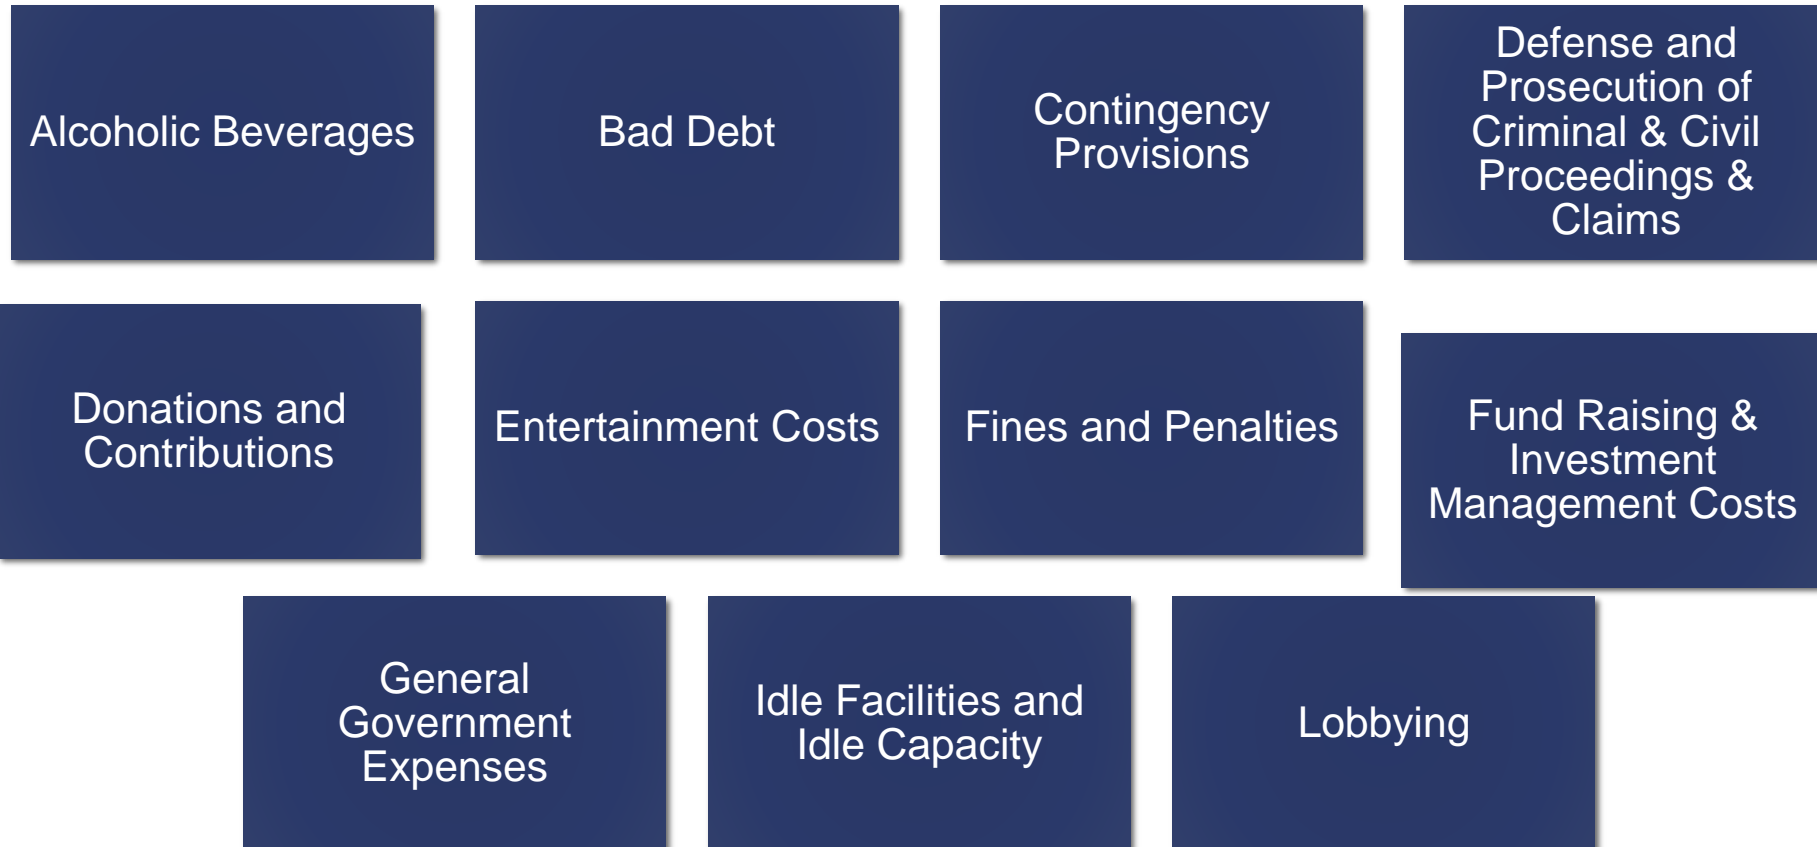 Alcoholic Beverages
Bad Debt
Contingency
Provisions
Defense and
Prosecution of
Criminal & Civil
Proceedings &
Claims
Donations and
Contributions
Entertainment Costs
Fines and Penalties
Fund Raising &
Investment
Management Costs
General
Government
Expenses
Idle Facilities and
Idle Capacity
Lobbying